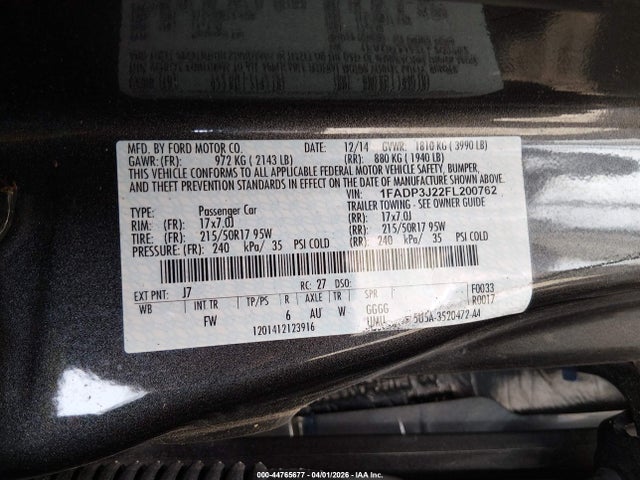 MFD. BY FORD MOTOR CO. DATE: 12/14 GVWR: 1810 KG ( 3990 LB)
GAWR: (FR): 972 KG ( 2143 LB) (RR): 880 KG ( 1940 LB)
THIS VEHICLE CONFORMS TO ALL APPLICABLE
FEDERAL MOTOR VEHICLE SAFETY, BUMPER,
AND THEFT PREVENTION STANDARDS IN EFFECT
ON THE DATE OF MANUFACTURE SHOWN ABOVE.
VIN: 1FADP3J22FL200762
TYPE: Passenger Car TRAILER TOWING - SEE OWNER GUIDE
RIM: (FR): 17x7.0J (RR): 17x7.0J
TIRE: (FR): 215/50R17 95W (RR): 215/50R17 95W
PRESSURE: (FR): 240 kPa/ 35 PSI COLD (RR): 240 kPa/ 35 PSI COLD
EXT PNT: J7 RC: 27 DSO: F0033
WB INT TR TP/PS R AXLE TR SPR R0017
FW 6 AU W GGGG
1201412123916
000-44765677 - 04/01/2026 - IAA Inc.